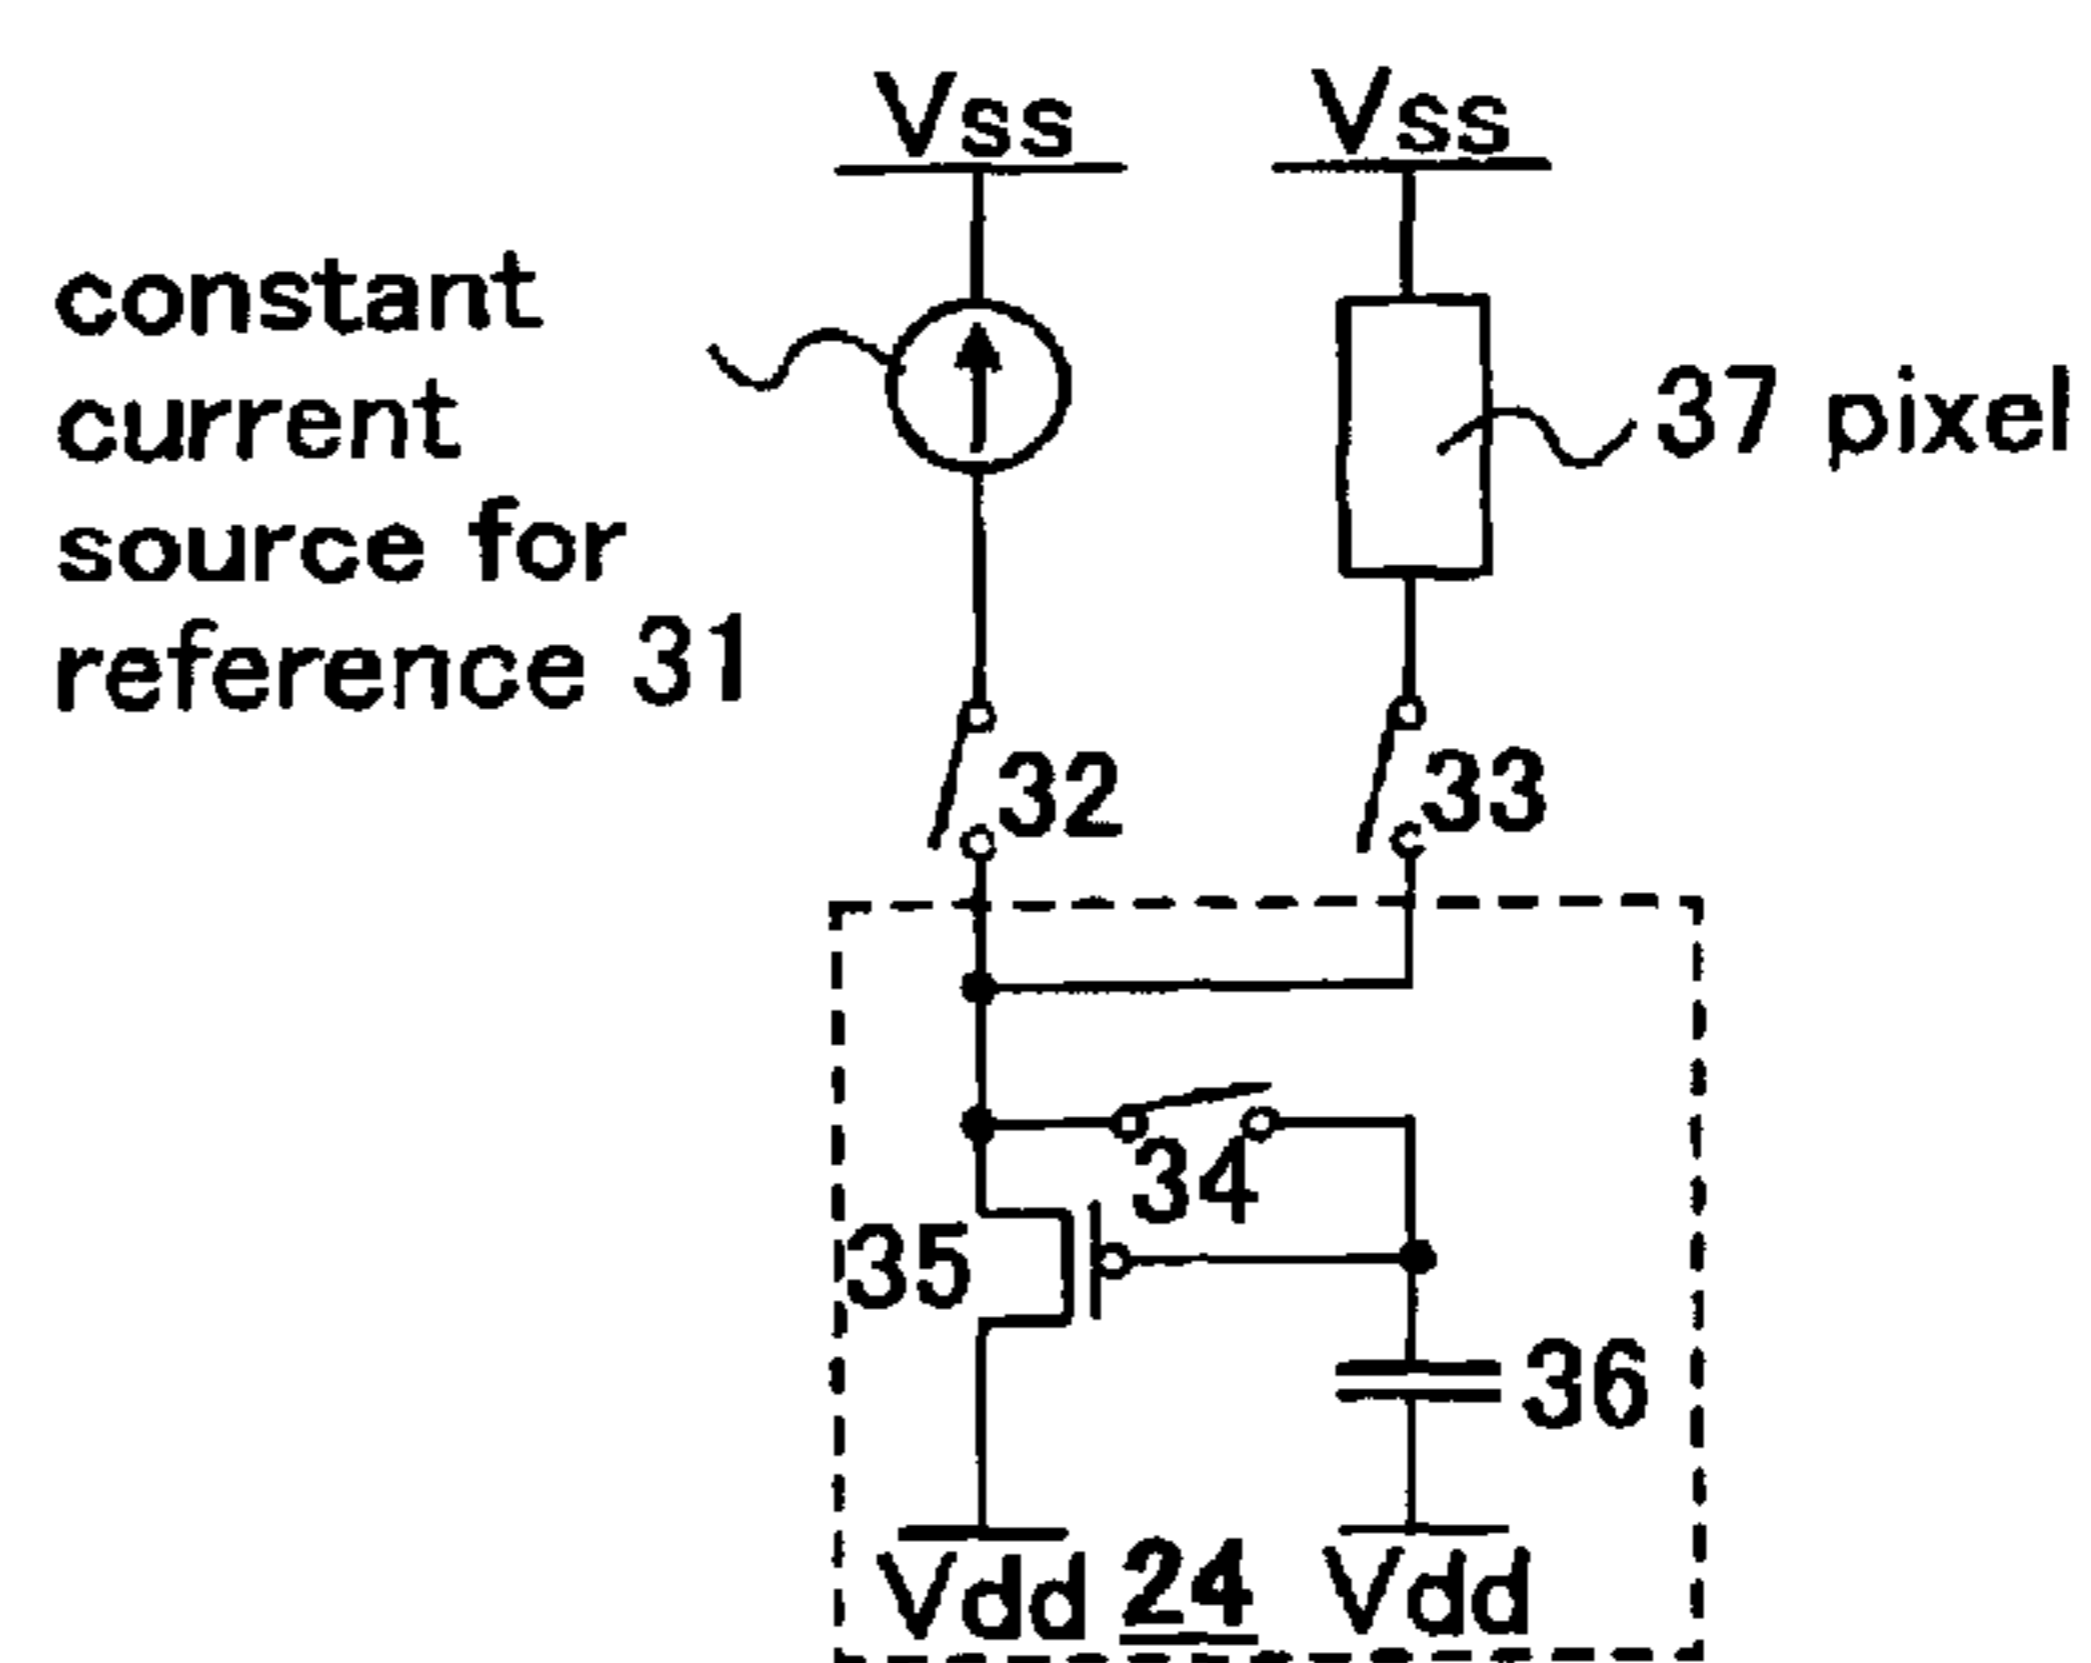 Vss
Vss
constant
current
source for
reference 31
37 pixel
32
33
34
35
36
Vdd
24
Vdd